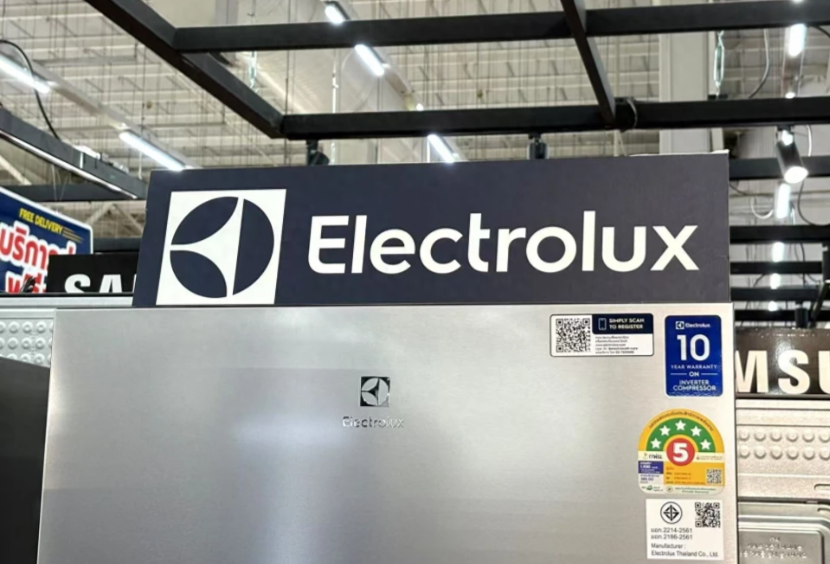 FREE DELIVERY
บริการ
ฟรี
SA
Electrolux
MSU
SIMPLY SCAN
TO REGISTER
Electrolux
10
YEAR WARRANTY
ON
INVERTER
COMPRESSOR
Electrolux
5
มอก.2214-2561
มอก.2186-2561
Manufacturer :
Electrolux Thailand Co., Ltd.